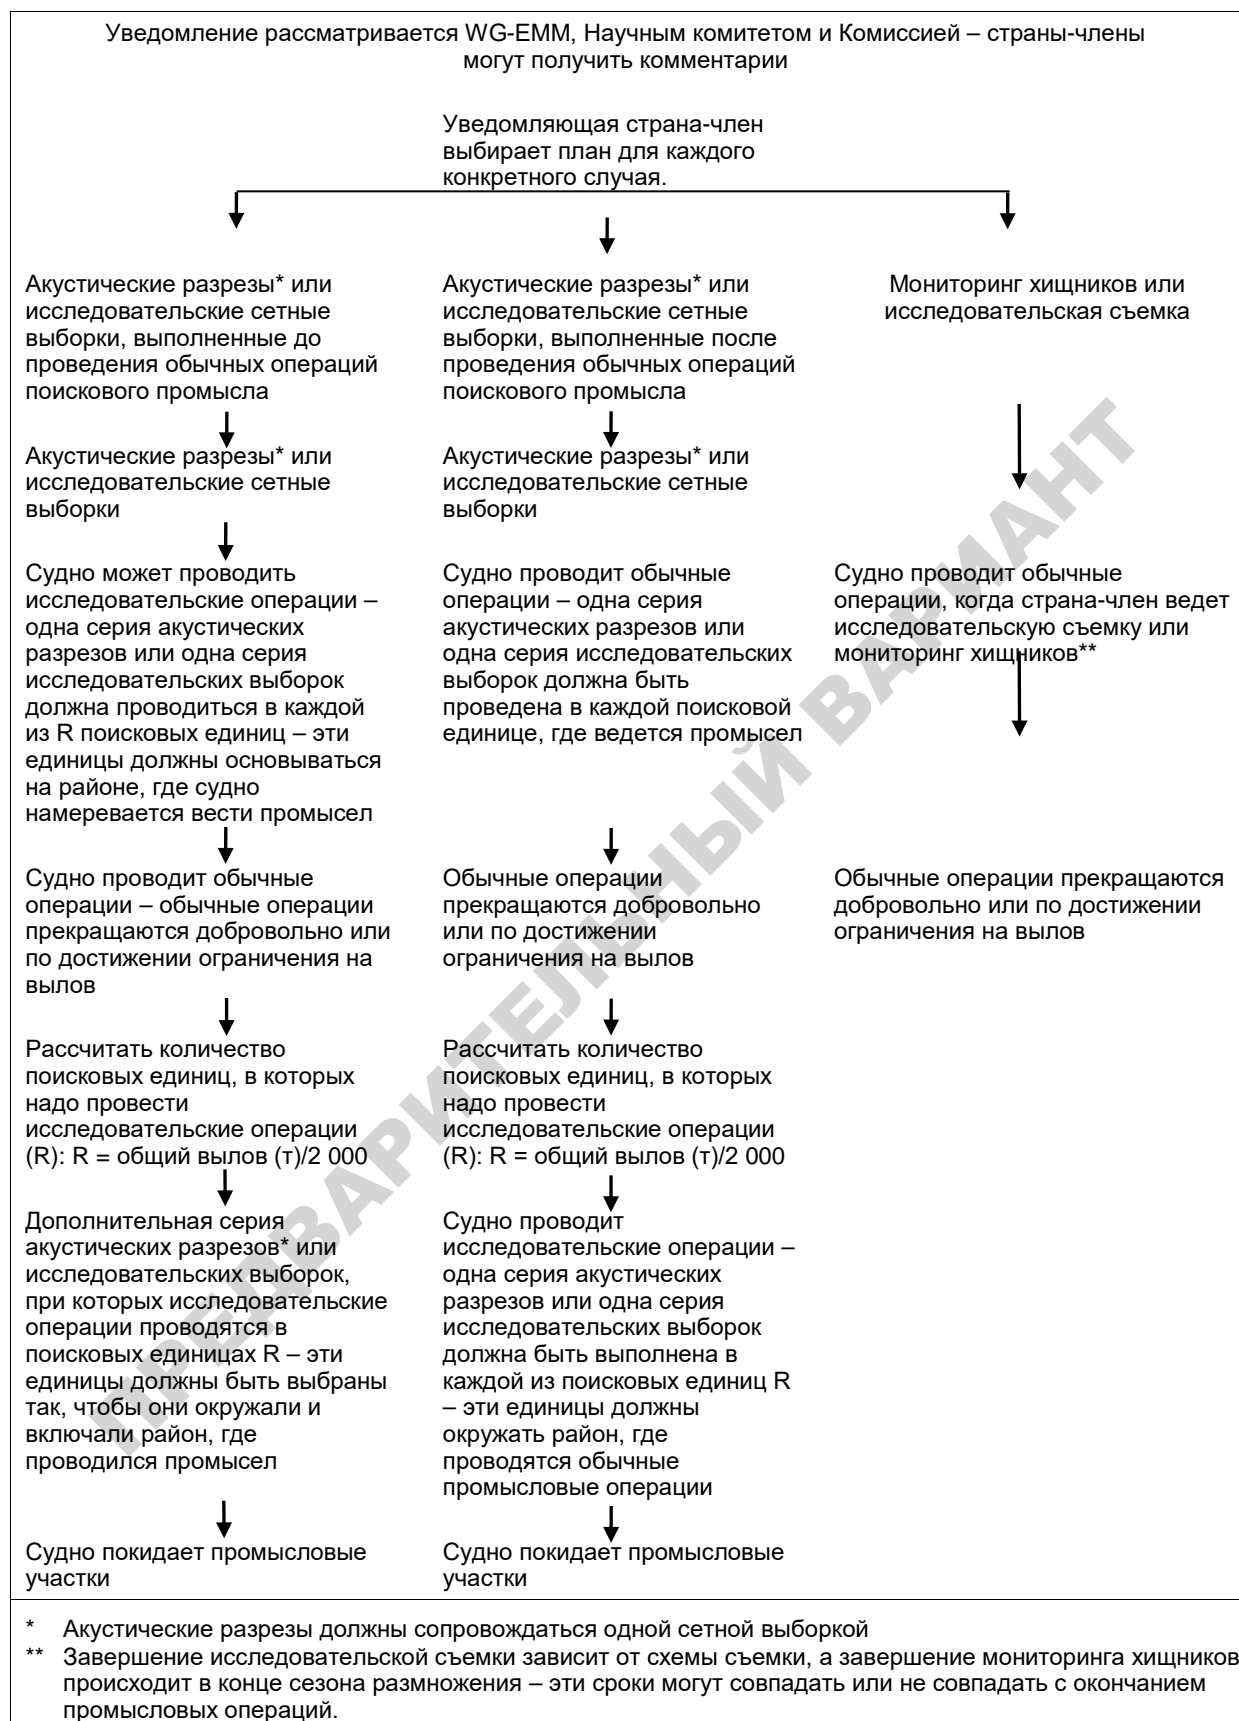 Уведомление рассматривается WG-EMM, Научным комитетом и Комиссией – страны-члены
могут получить комментарии
Уведомляющая страна-член
выбирает план для каждого
конкретного случая.
Акустические разрезы* или
исследовательские сетные
выборки, выполненные до
проведения обычных операций
поискового промысла
Акустические разрезы* или
исследовательские сетные
выборки
Судно может проводить
исследовательские операции –
одна серия акустических
разрезов или одна серия
исследовательских выборок
должна проводиться в каждой
из R поисковых единиц – эти
единицы должны основываться
на районе, где судно
намеревается вести промысел
Судно проводит обычные
операции – обычные операции
прекращаются добровольно или
по достижении ограничения на
вылов
Рассчитать количество
поисковых единиц, в которых
надо провести
исследовательские операции
(R): R = общий вылов (т)/2 000
Дополнительная серия
акустических разрезов* или
исследовательских выборок,
при которых исследовательские
операции проводятся в
поисковых единицах R – эти
единицы должны быть выбраны
так, чтобы они окружали и
включали район, где
проводился промысел
Судно покидает промысловые
участки
Акустические разрезы* или
исследовательские сетные
выборки, выполненные после
проведения обычных операций
поискового промысла
Акустические разрезы* или
исследовательские сетные
выборки
Судно проводит обычные
операции – одна серия
акустических разрезов или
одна серия исследовательских
выборок должна быть
проведена в каждой поисковой
единице, где ведется промысел
Обычные операции
прекращаются добровольно
или по достижении
ограничения на вылов
Рассчитать количество
поисковых единиц, в которых
надо провести
исследовательские операции
(R): R = общий вылов (т)/2 000
Судно проводит
исследовательские операции –
одна серия акустических
разрезов или одна серия
исследовательских выборок
должна быть выполнена в
каждой из поисковых единиц R
– эти единицы должны
окружать район, где
проводятся обычные
промысловые операции
Судно покидает промысловые
участки
Мониторинг хищников или
исследовательская съемка
Судно проводит обычные
операции, когда страна-член ведет
исследовательскую съемку или
мониторинг хищников**
Обычные операции прекращаются
добровольно или по достижении
ограничения на вылов
* Акустические разрезы должны сопровождаться одной сетной выборкой
** Завершение исследовательской съемки зависит от схемы съемки, а завершение мониторинга хищников
происходит в конце сезона размножения – эти сроки могут совпадать или не совпадать с окончанием
промысловых операций.
ПРЕДВАРИТЕЛЬНЫЙ ВАРИАНТ